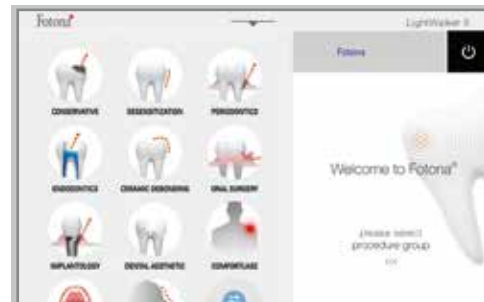 Fotona
LightWalker
Fotona
CONSERVATIVE
DESENSITIZATION
PERIODONTICS
ENDODONTICS
CERAMIC DEBONDING
ORAL SURGERY
IMPLANTOLOGY
DENTAL AESTHETIC
COMFORTLASE
Welcome to Fotona®
please select
procedure group